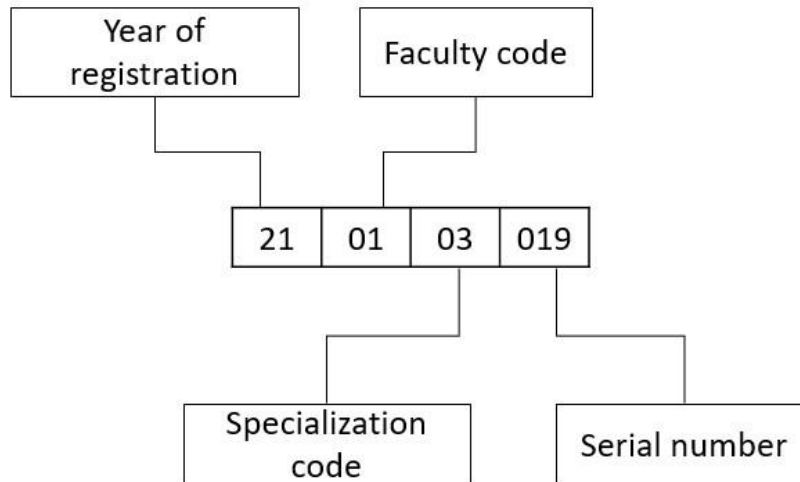 Year of
registration
Faculty code
21 01 03 019
Specialization
code
Serial number